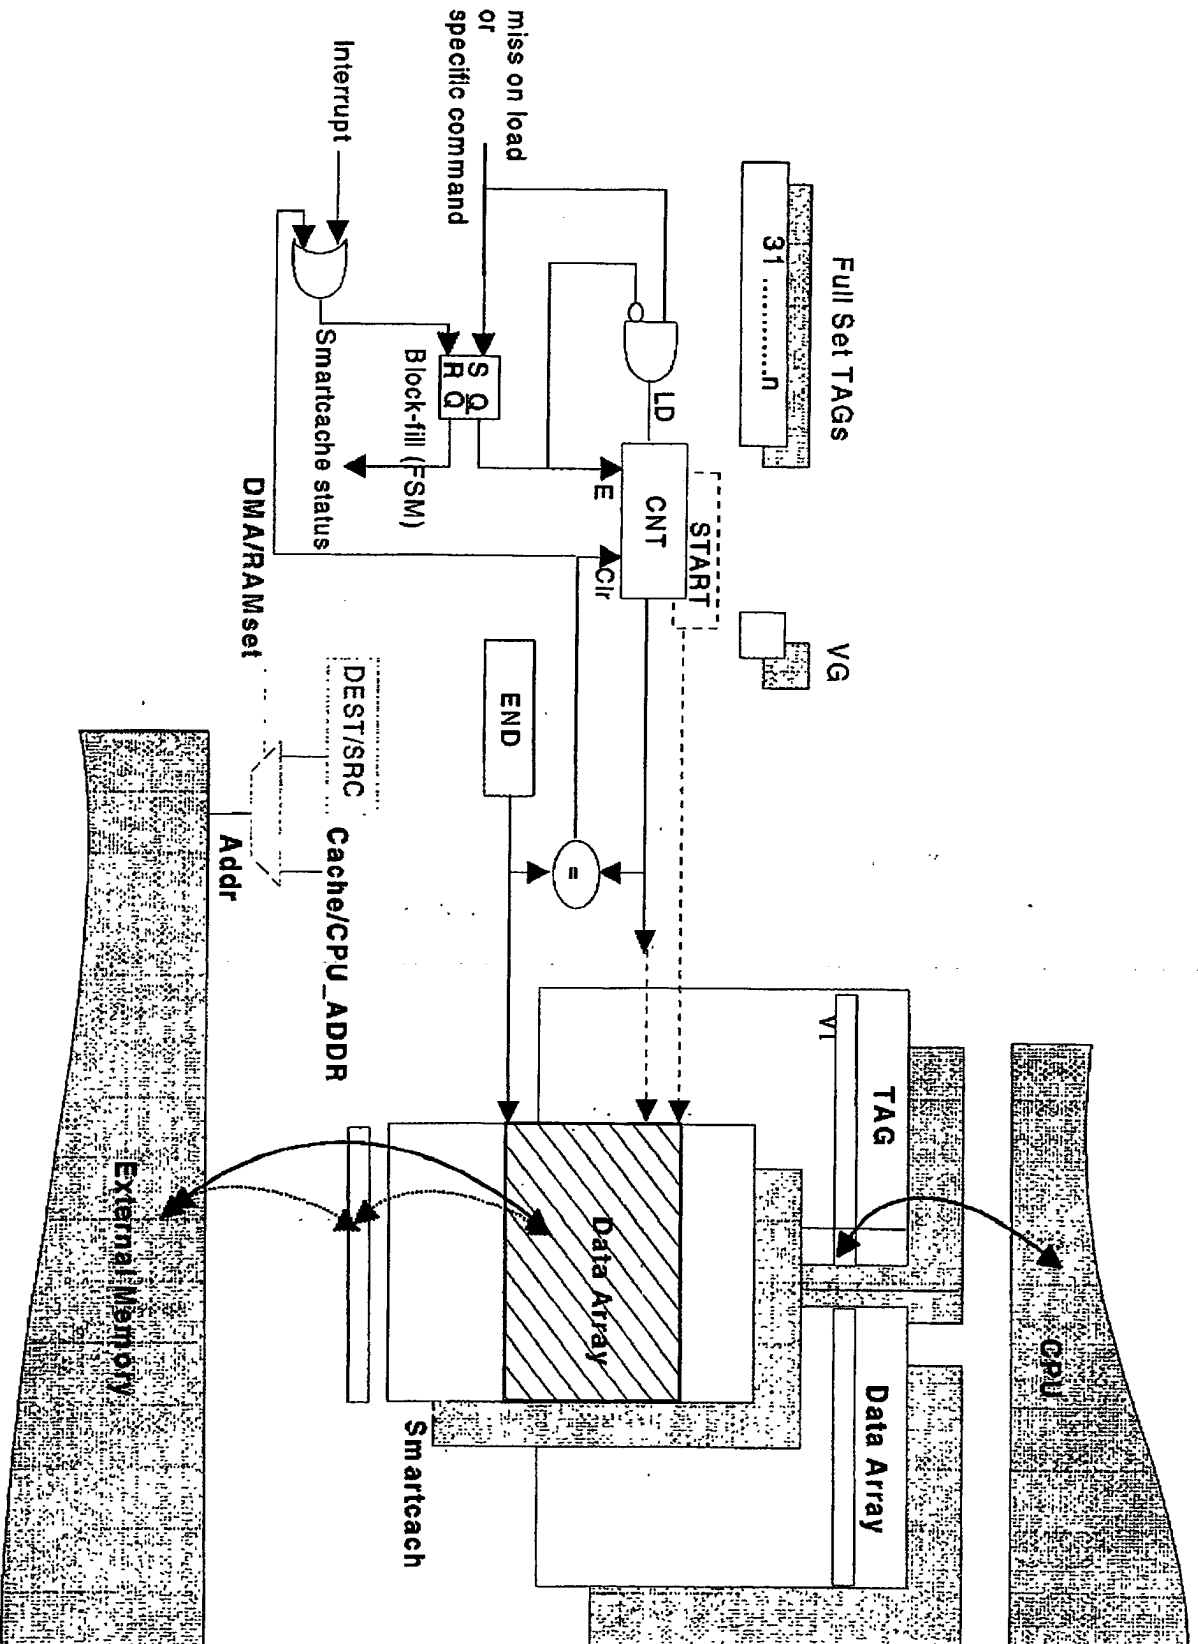 CPU
Full Set TAGs
31 ............n
VG
TAG
VI
Data Array
miss on load
or
specific command
LD
START
CNT
E
Clr
S Q
R Q
Block-fill (FSM)
END
=
Data Array
Interrupt
Smartcache status
Smartcach
DEST/SRC
Cache/CPU_ADDR
DMA/RAMset
Addr
External Memory